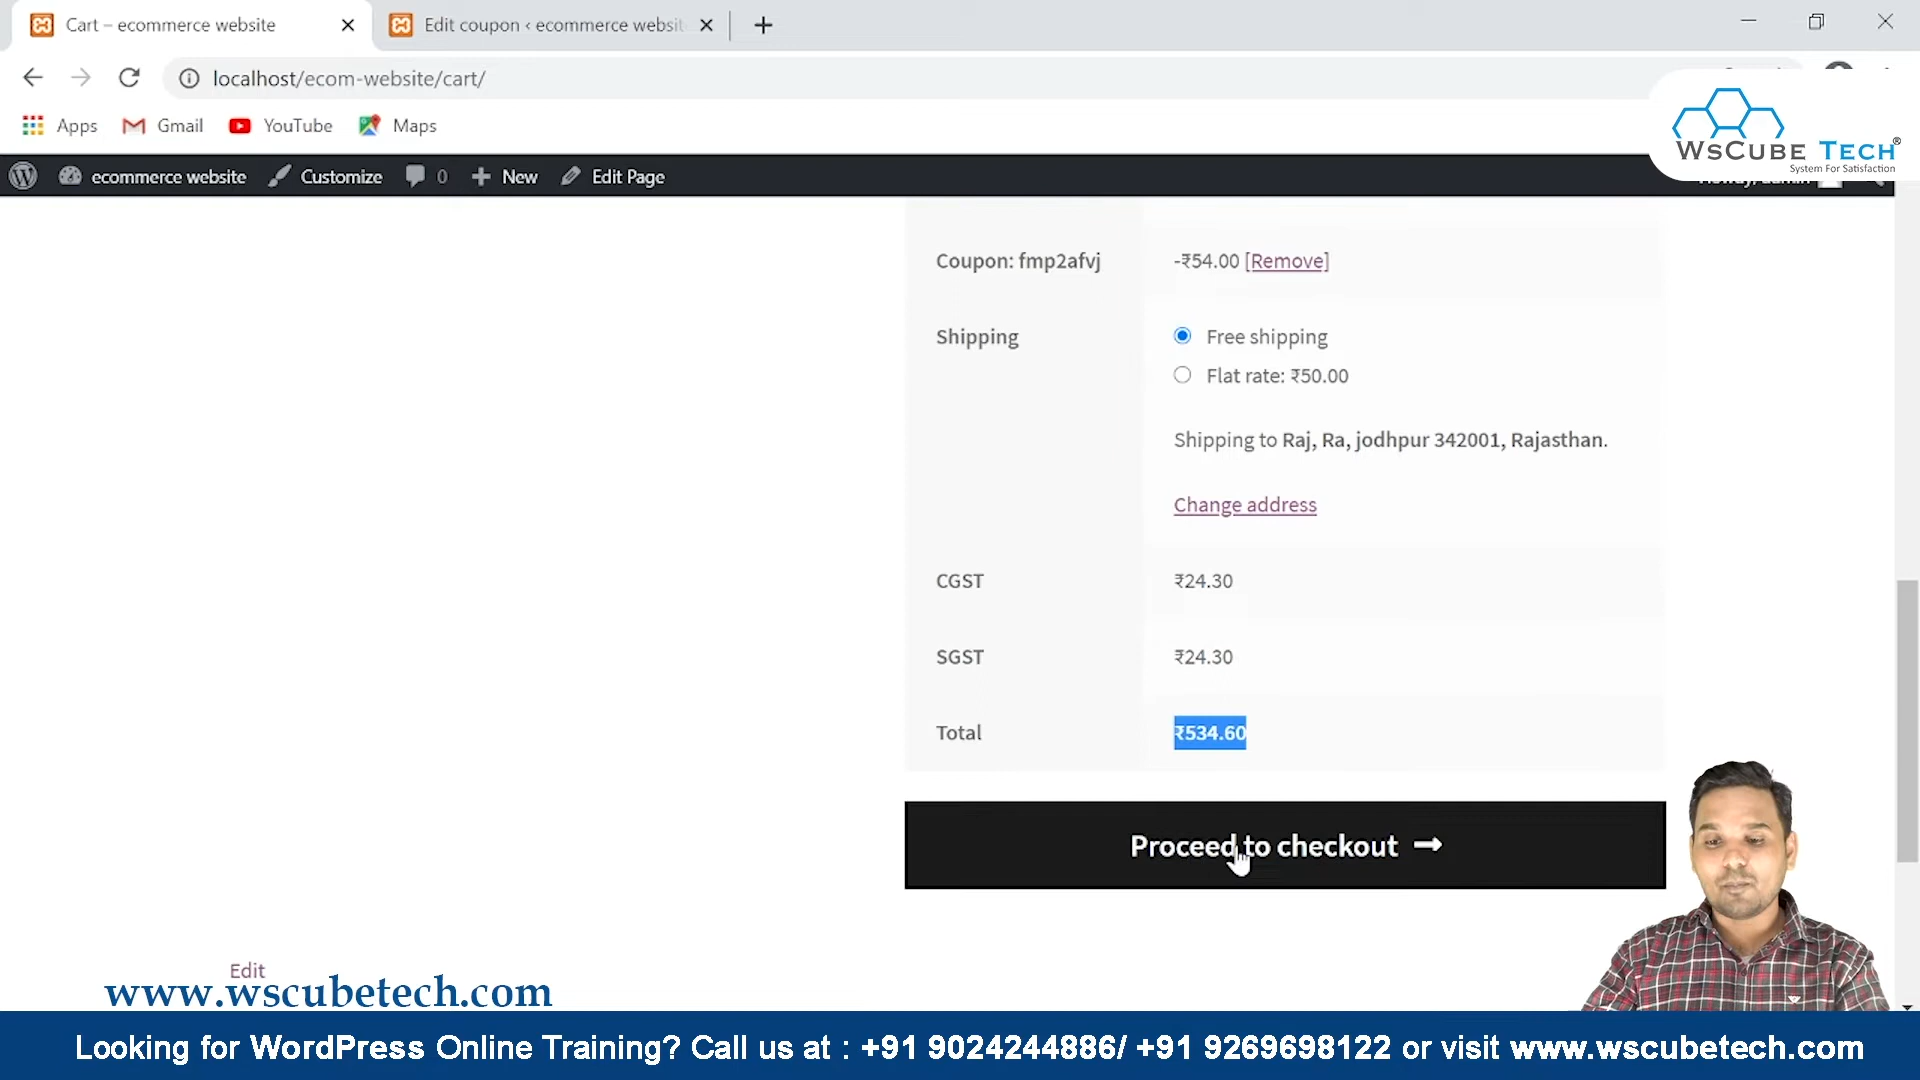 Cart – ecommerce website
Edit coupon ‹ ecommerce websit
localhost/ecom-website/cart/
Apps Gmail YouTube Maps
WsCube Tech®
System For Satisfaction
ecommerce website Customize 0 New Edit Page
Coupon: fmp2afvj -₹54.00 [Remove]
Shipping Free shipping
Flat rate: ₹50.00
Shipping to Raj, Ra, jodhpur 342001, Rajasthan.
Change address
CGST ₹24.30
SGST ₹24.30
Total ₹534.60
Proceed to checkout →
Edit
www.wscubetech.com
Looking for WordPress Online Training? Call us at : +91 9024244886/ +91 9269698122 or visit www.wscubetech.com